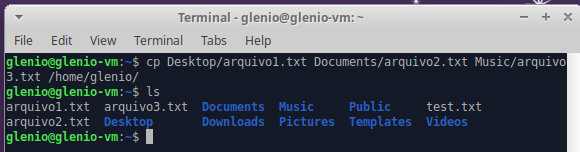 Terminal - glenio@glenio-vm: ~
File Edit View Terminal Tabs Help
glenio@glenio-vm:~$ cp Desktop/arquivo1.txt Documents/arquivo2.txt Music/arquivo
3.txt /home/glenio/
glenio@glenio-vm:~$ ls
arquivo1.txt arquivo3.txt Documents Music Public test.txt
arquivo2.txt Desktop Downloads Pictures Templates Videos
glenio@glenio-vm:~$